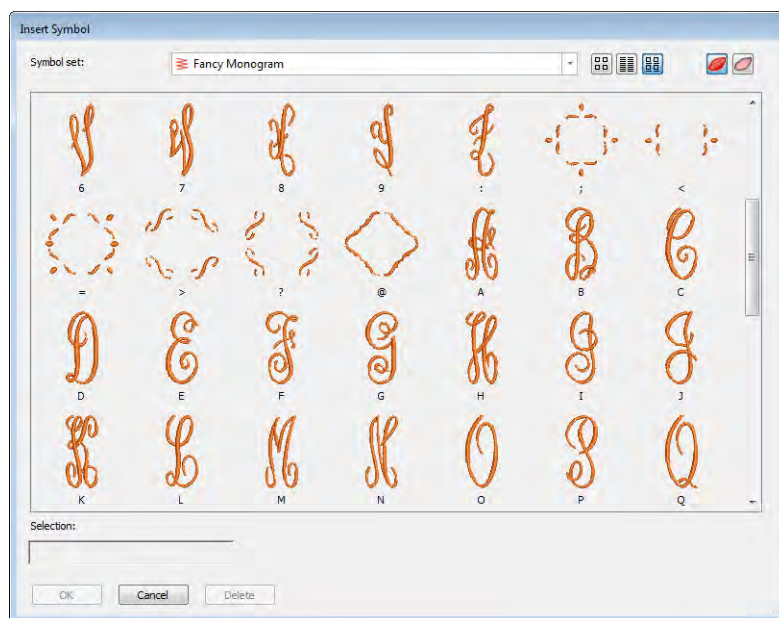 Insert Symbol
Symbol set: Fancy Monogram
6 7 8 9 : ; <
= > ? @ A B C
D E F G H I J
K L M N O P Q
Selection:
OK Cancel Delete